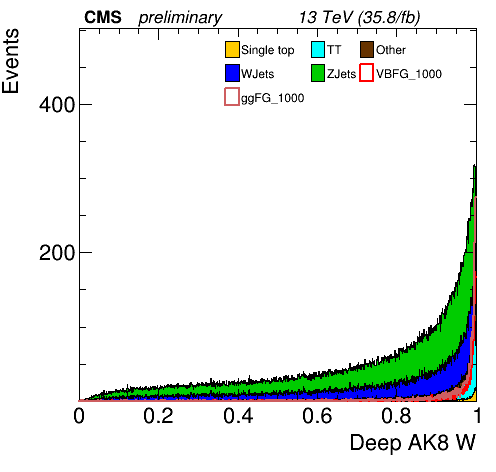 CMS preliminary 13 TeV (35.8/fb)
Single top TT Other
WJets ZJets VBFG_1000
ggFG_1000
Events
400
200
0 0.2 0.4 0.6 0.8 1
Deep AK8 W